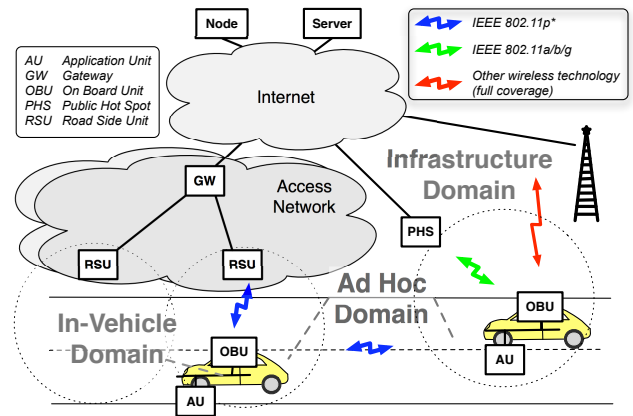 Node
Server
IEEE 802.11p*
IEEE 802.11a/b/g
Other wireless technology
(full coverage)
AU Application Unit
GW Gateway
OBU On Board Unit
PHS Public Hot Spot
RSU Road Side Unit
Internet
Infrastructure
Domain
GW
Access
Network
PHS
RSU
RSU
Ad Hoc
Domain
OBU
In-Vehicle
Domain
OBU
AU
AU